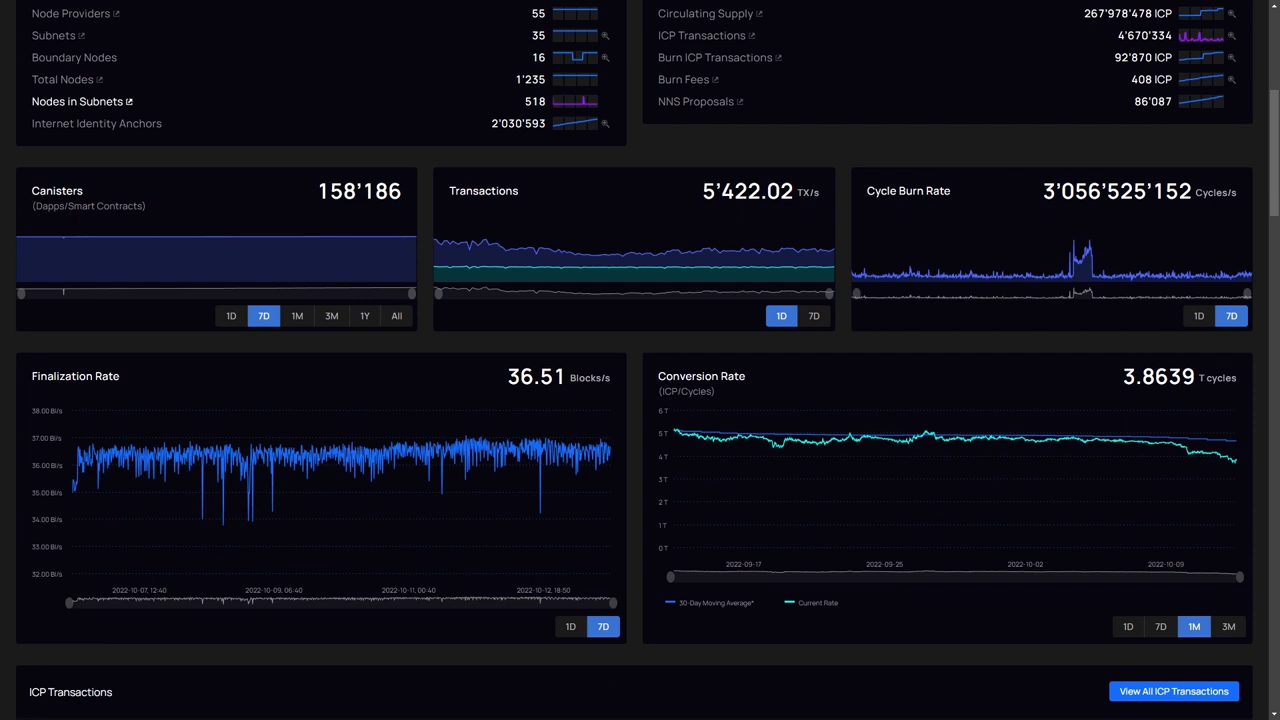 Node Providers 55
Subnets 35
Boundary Nodes 16
Total Nodes 1'235
Nodes in Subnets 518
Internet Identity Anchors 2'030'593
Circulating Supply 267'978'478 ICP
ICP Transactions 4'670'334
Burn ICP Transactions 92'870 ICP
Burn Fees 408 ICP
NNS Proposals 86'087
Canisters 158'186
(Dapps/Smart Contracts)
1D 7D 1M 3M 1Y All
Transactions 5'422.02 TX/s
1D 7D
Cycle Burn Rate 3'056'525'152 Cycles/s
1D 7D
Finalization Rate 36.51 Blocks/s
38.00 Bl/s
37.00 Bl/s
36.00 Bl/s
35.00 Bl/s
34.00 Bl/s
33.00 Bl/s
32.00 Bl/s
2022-10-07, 12:40 2022-10-09, 06:40 2022-10-11, 00:40 2022-10-12, 18:50
1D 7D
Conversion Rate 3.8639 T cycles
(ICP/Cycles)
6 T
5 T
4 T
3 T
2 T
1 T
0 T
2022-09-17 2022-09-25 2022-10-02 2022-10-09
30-Day Moving Average* Current Rate
1D 7D 1M 3M
ICP Transactions View All ICP Transactions